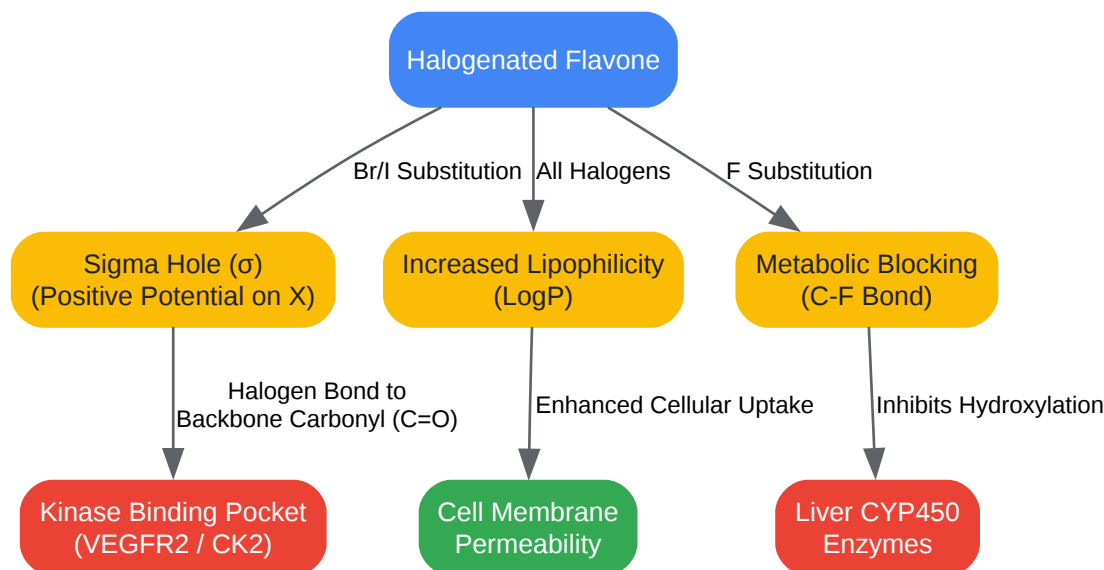 Halogenated Flavone
Br/I Substitution
All Halogens
F Substitution
Sigma Hole (σ)
(Positive Potential on X)
Increased Lipophilicity
(LogP)
Metabolic Blocking
(C-F Bond)
Halogen Bond to
Backbone Carbonyl (C=O)
Enhanced Cellular Uptake
Inhibits Hydroxylation
Kinase Binding Pocket
(VEGFR2 / CK2)
Cell Membrane
Permeability
Liver CYP450
Enzymes